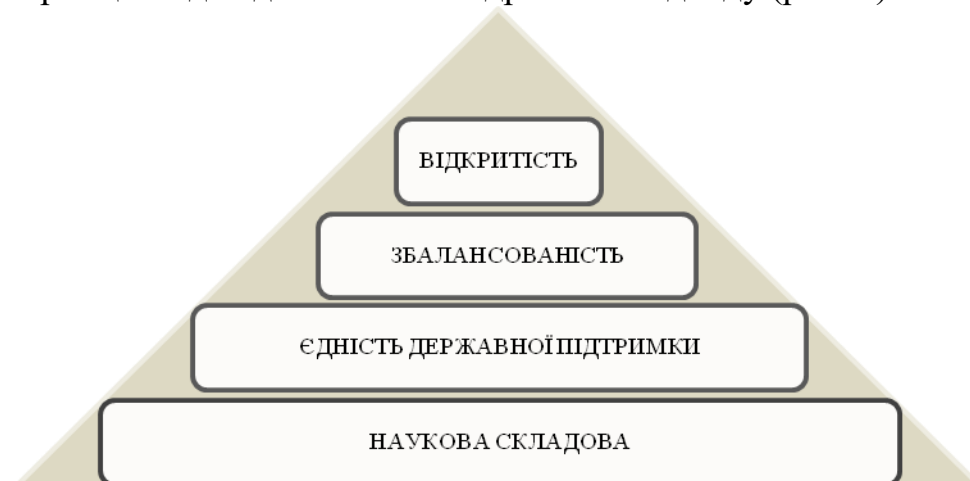 ВІДКРИТІСТЬ
ЗБАЛАНСОВАНІСТЬ
ЄДНІСТЬ ДЕРЖАВНОЇ ПІДТРИМКИ
НАУКОВА СКЛАДОВА